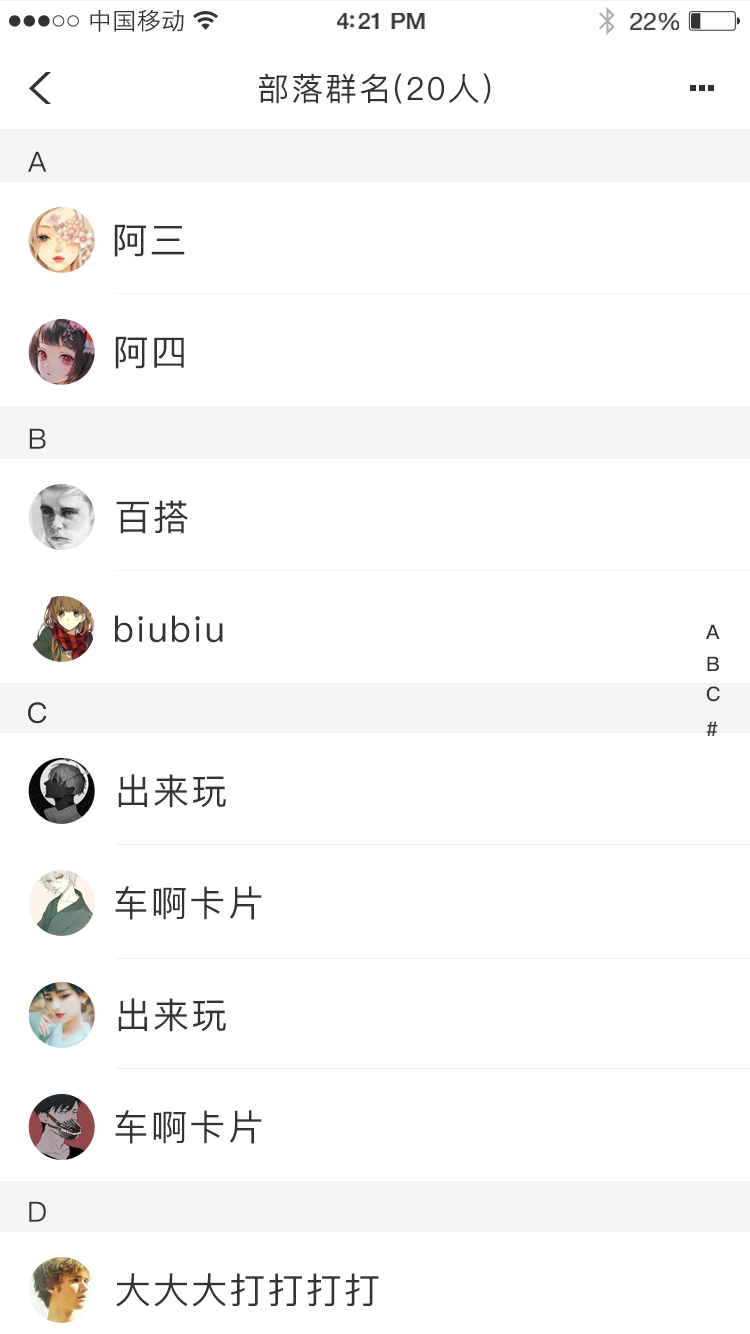 中国移动 4:21 PM 22%
部落群名(20人)
A
阿三
阿四
B
百搭
biubiu
A
B
C
#
C
出来玩
车啊卡片
出来玩
车啊卡片
D
大大大打打打打